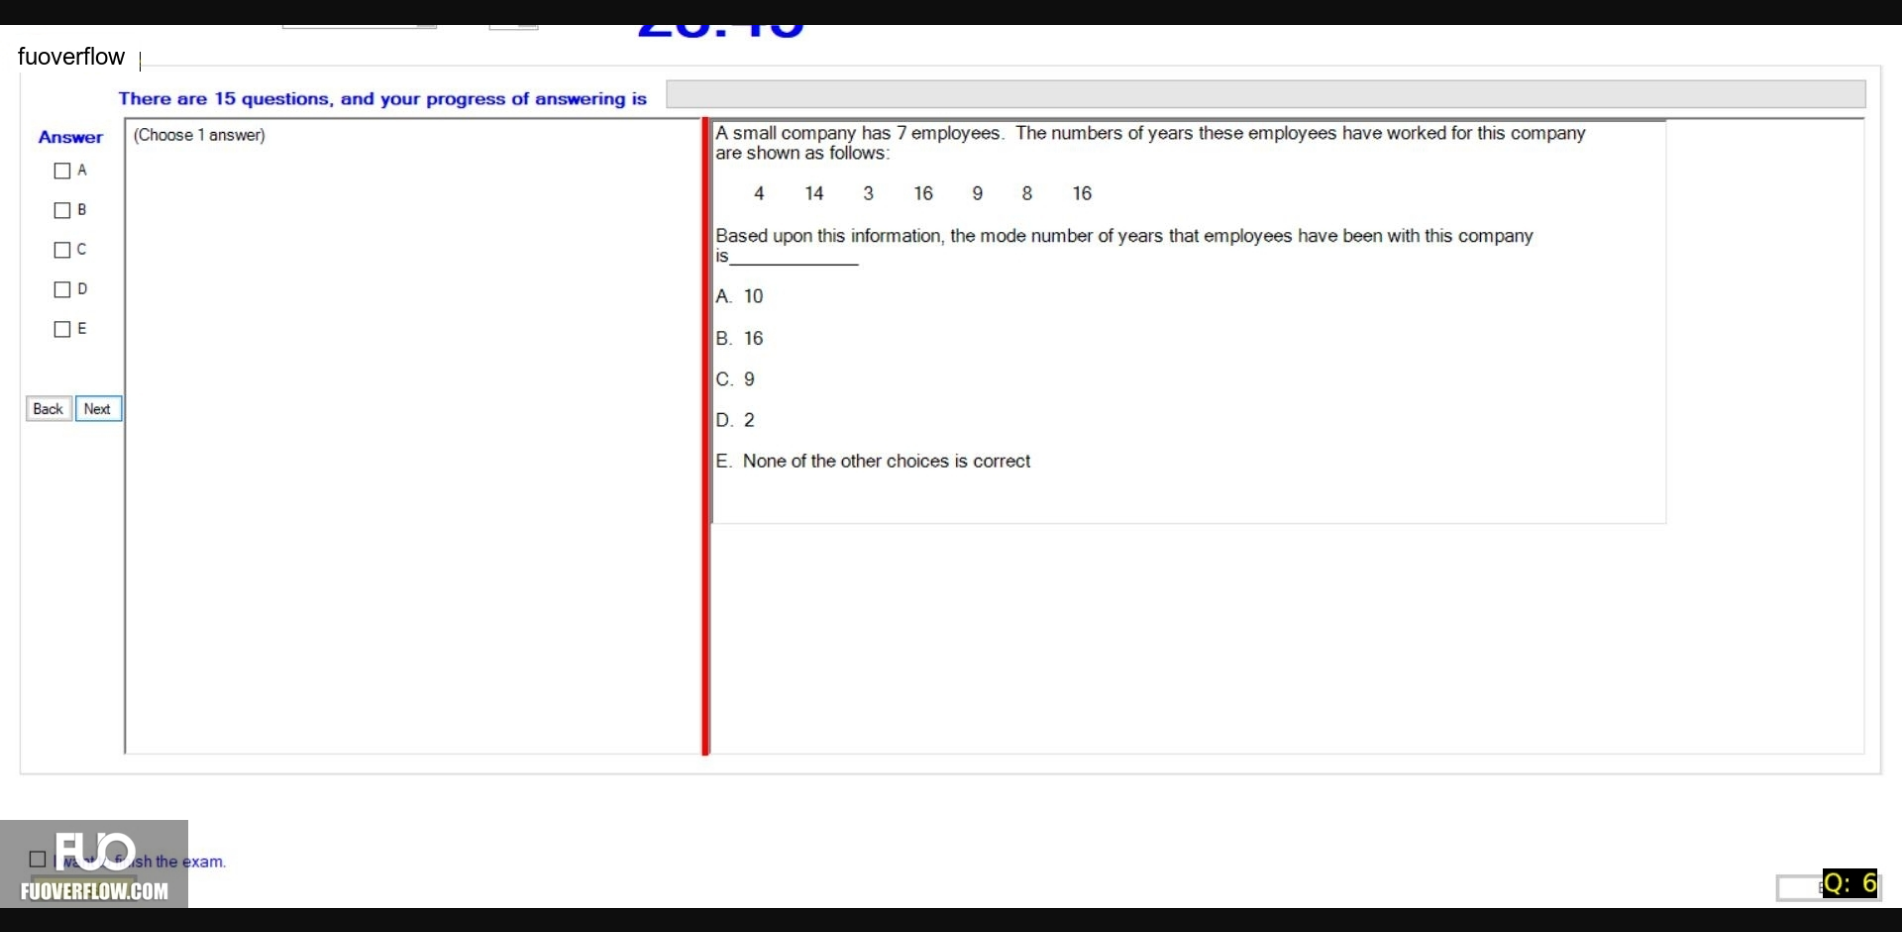 fuoverflow
There are 15 questions, and your progress of answering is
Answer
(Choose 1 answer)
A
B
C
D
E
Back Next
A small company has 7 employees. The numbers of years these employees have worked for this company
are shown as follows:
4 14 3 16 9 8 16
Based upon this information, the mode number of years that employees have been with this company
is____________
A. 10
B. 16
C. 9
D. 2
E. None of the other choices is correct
FUO
the exam.
FUOVERFLOW.COM
Q: 6